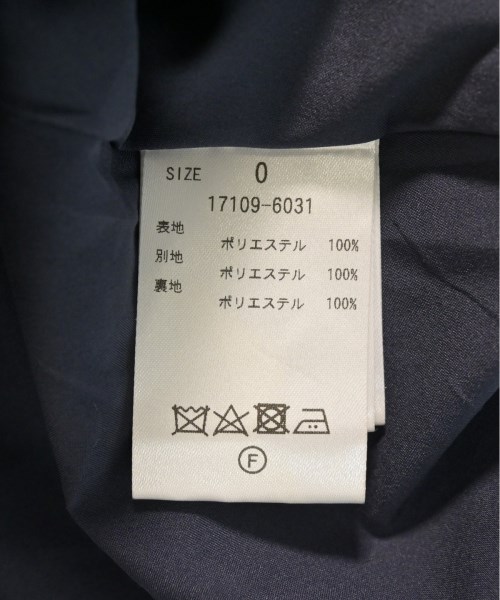 SIZE 0
17109-6031
表地
ポリエステル 100%
別地
ポリエステル 100%
裏地
ポリエステル 100%
F